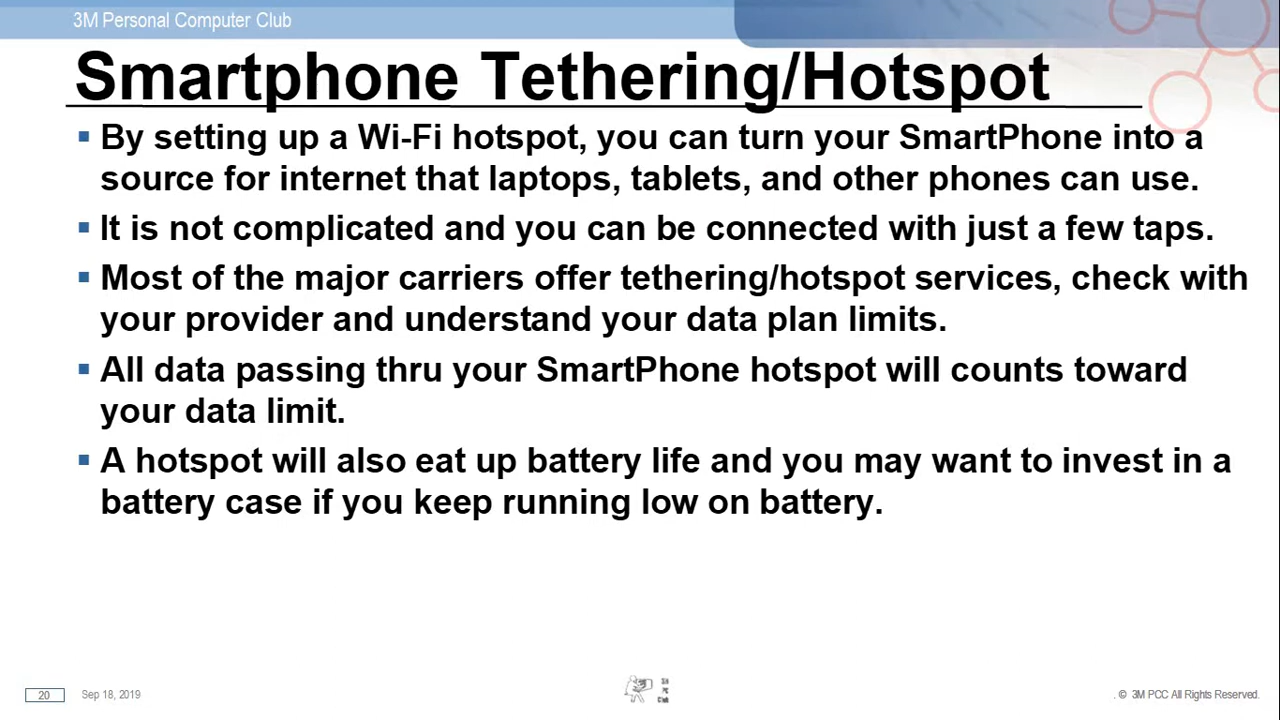 3M Personal Computer Club
Smartphone Tethering/Hotspot
▪ By setting up a Wi-Fi hotspot, you can turn your SmartPhone into a
source for internet that laptops, tablets, and other phones can use.
▪ It is not complicated and you can be connected with just a few taps.
▪ Most of the major carriers offer tethering/hotspot services, check with
your provider and understand your data plan limits.
▪ All data passing thru your SmartPhone hotspot will counts toward
your data limit.
▪ A hotspot will also eat up battery life and you may want to invest in a
battery case if you keep running low on battery.
20 Sep 18, 2019
. © 3M PCC All Rights Reserved.